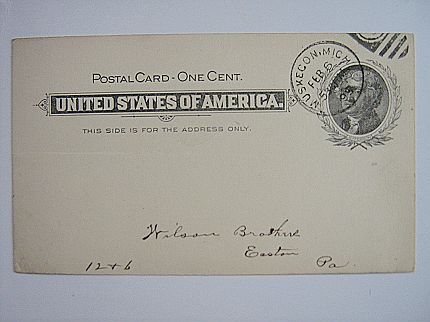 POSTAL CARD - ONE CENT.
UNITED STATES OF AMERICA.
THIS SIDE IS FOR THE ADDRESS ONLY.
MUSKEGON, MICH
FEB 6
Wilson Brothre
Easton
Pa.
12 + 6